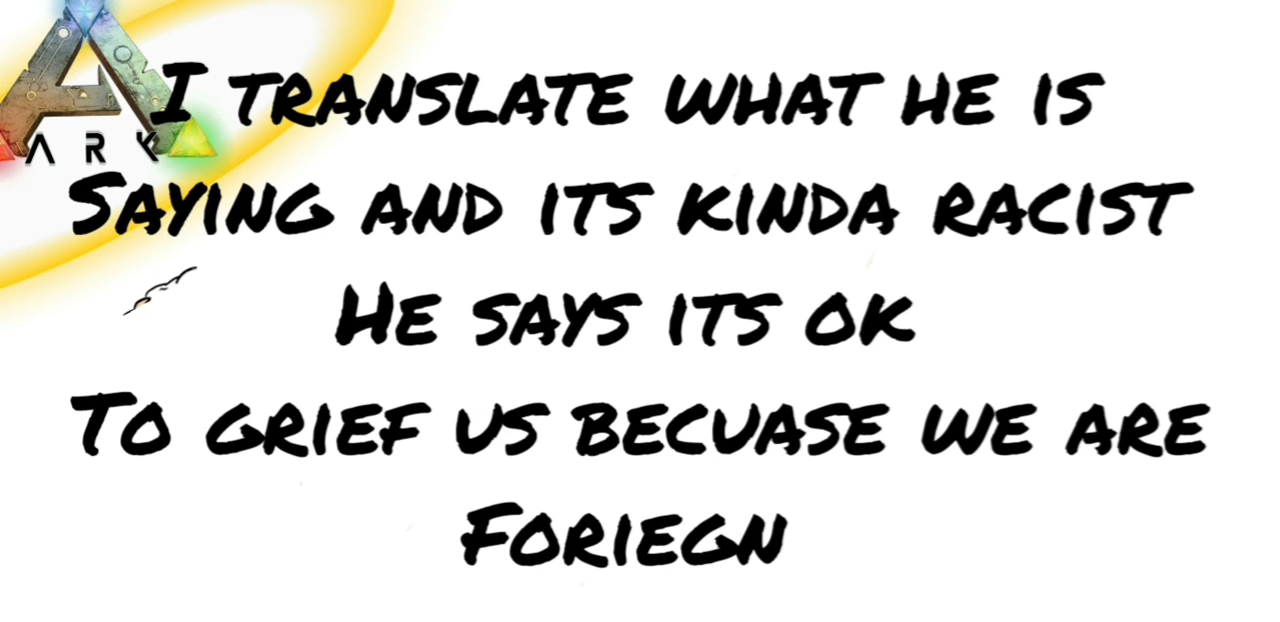 ARK
I translate what he is
Saying and its kinda racist
He says its ok
To grief us becuase we are
Foriegn